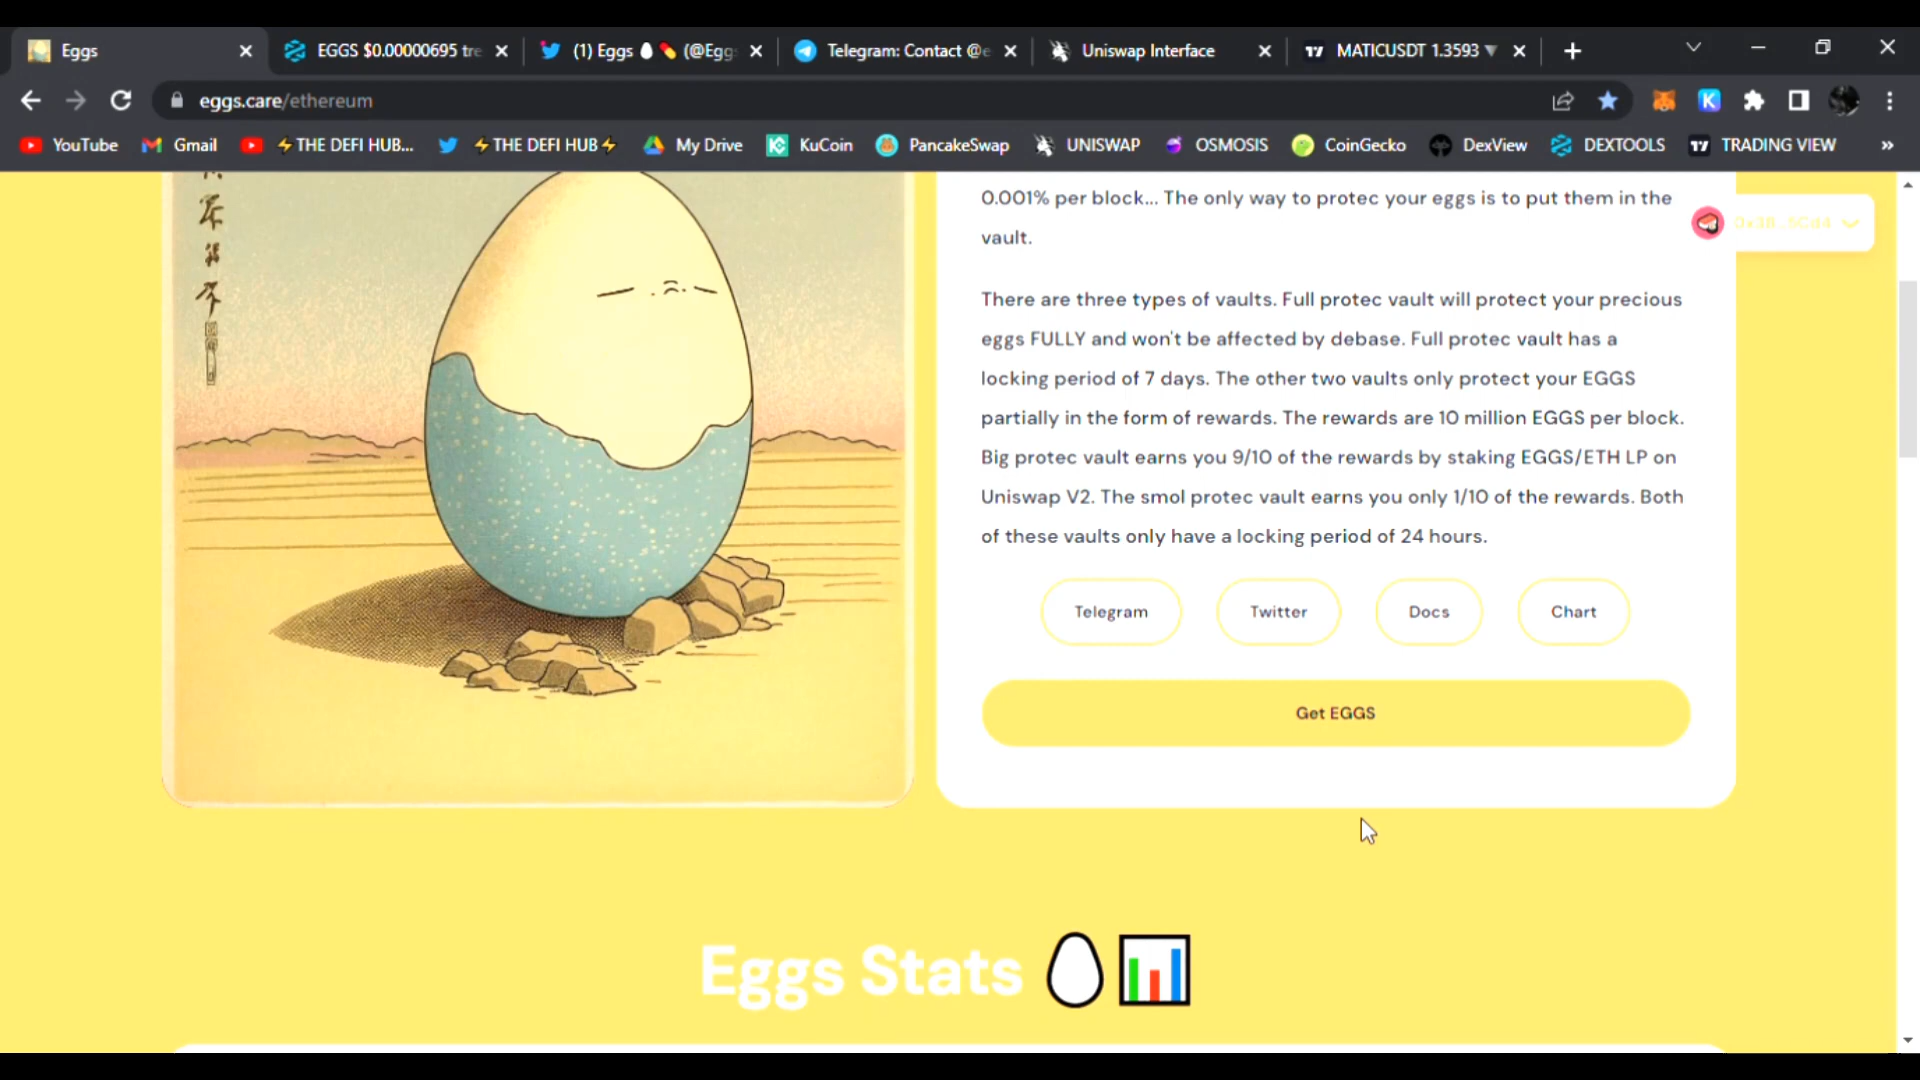 Eggs
EGGS $0.00000695 tre
(1) Eggs 🥚💊 (@Egg
Telegram: Contact @e
Uniswap Interface
MATICUSDT 1.3593 ▼
eggs.care/ethereum
YouTube
Gmail
⚡THE DEFI HUB...
⚡THE DEFI HUB⚡
My Drive
KuCoin
PancakeSwap
UNISWAP
OSMOSIS
CoinGecko
DexView
DEXTOOLS
TRADING VIEW
0.001% per block... The only way to protec your eggs is to put them in the
vault.
There are three types of vaults. Full protec vault will protect your precious
eggs FULLY and won't be affected by debase. Full protec vault has a
locking period of 7 days. The other two vaults only protect your EGGS
partially in the form of rewards. The rewards are 10 million EGGS per block.
Big protec vault earns you 9/10 of the rewards by staking EGGS/ETH LP on
Uniswap V2. The smol protec vault earns you only 1/10 of the rewards. Both
of these vaults only have a locking period of 24 hours.
Telegram
Twitter
Docs
Chart
Get EGGS
Eggs Stats 🥚📊